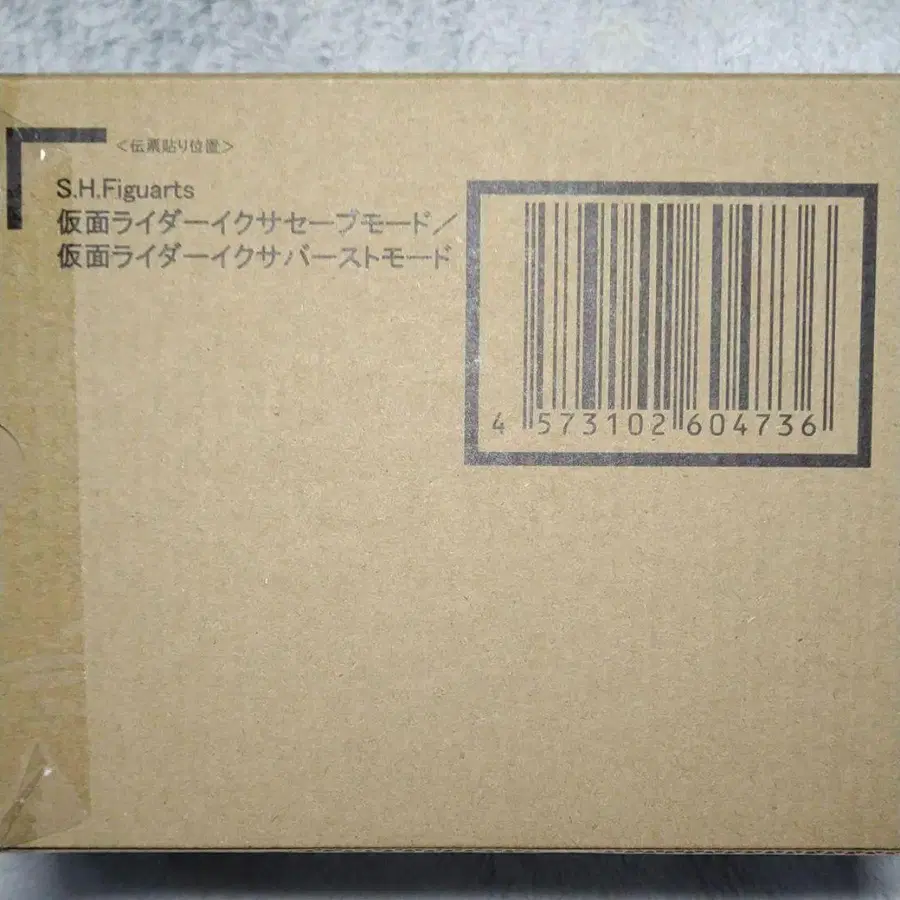 <伝票貼り位置>
S.H.Figuarts
仮面ライダーイクサセーブモード／
仮面ライダーイクサバーストモード
4 573102 604736